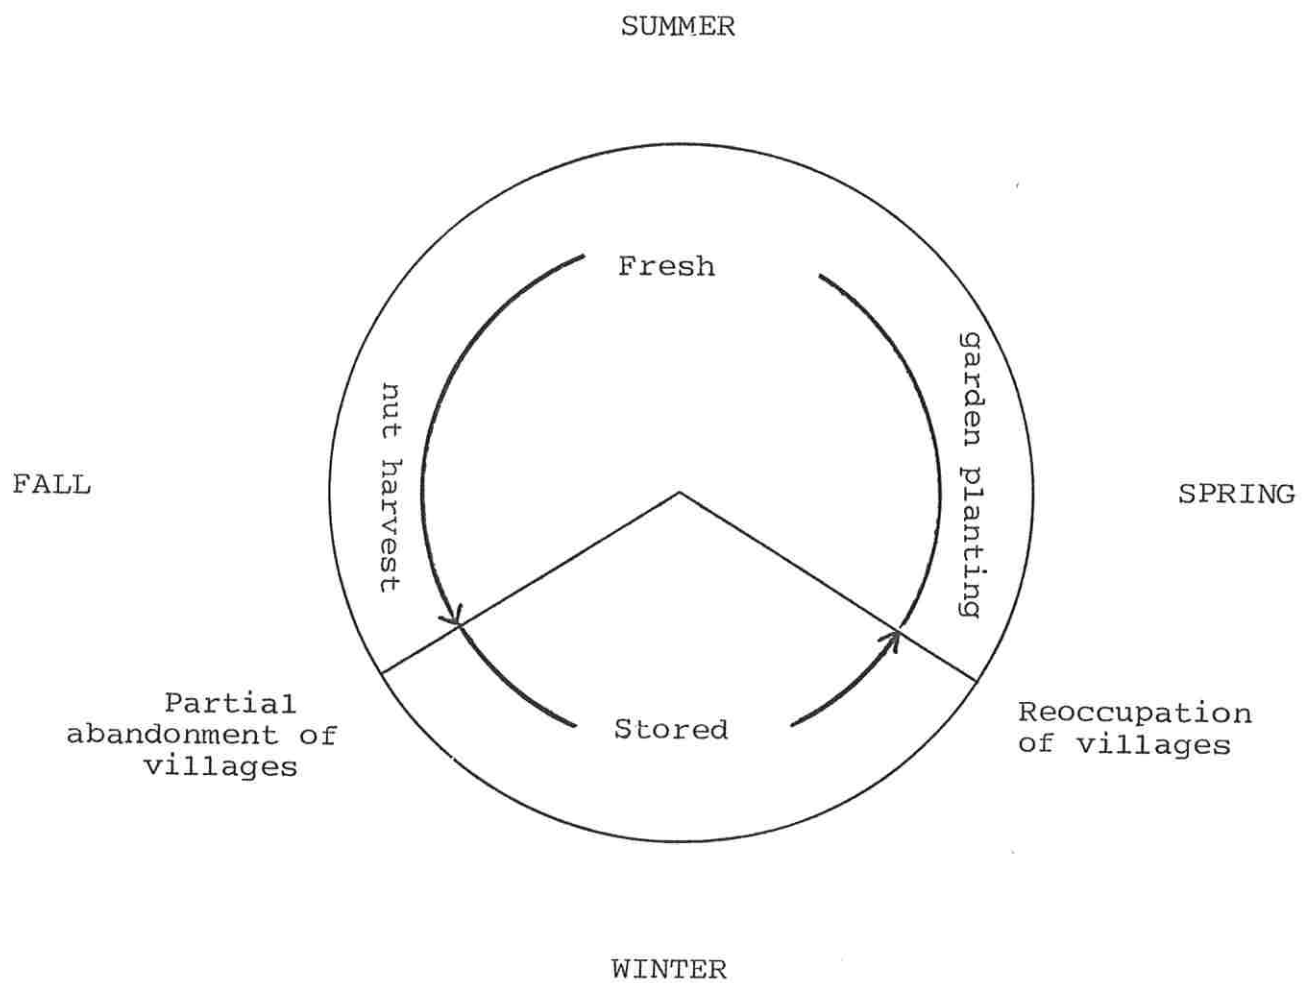 SUMMER
Fresh
garden planting
nut harvest
FALL
SPRING
Partial
abandonment of
villages
Stored
Reoccupation
of villages
WINTER